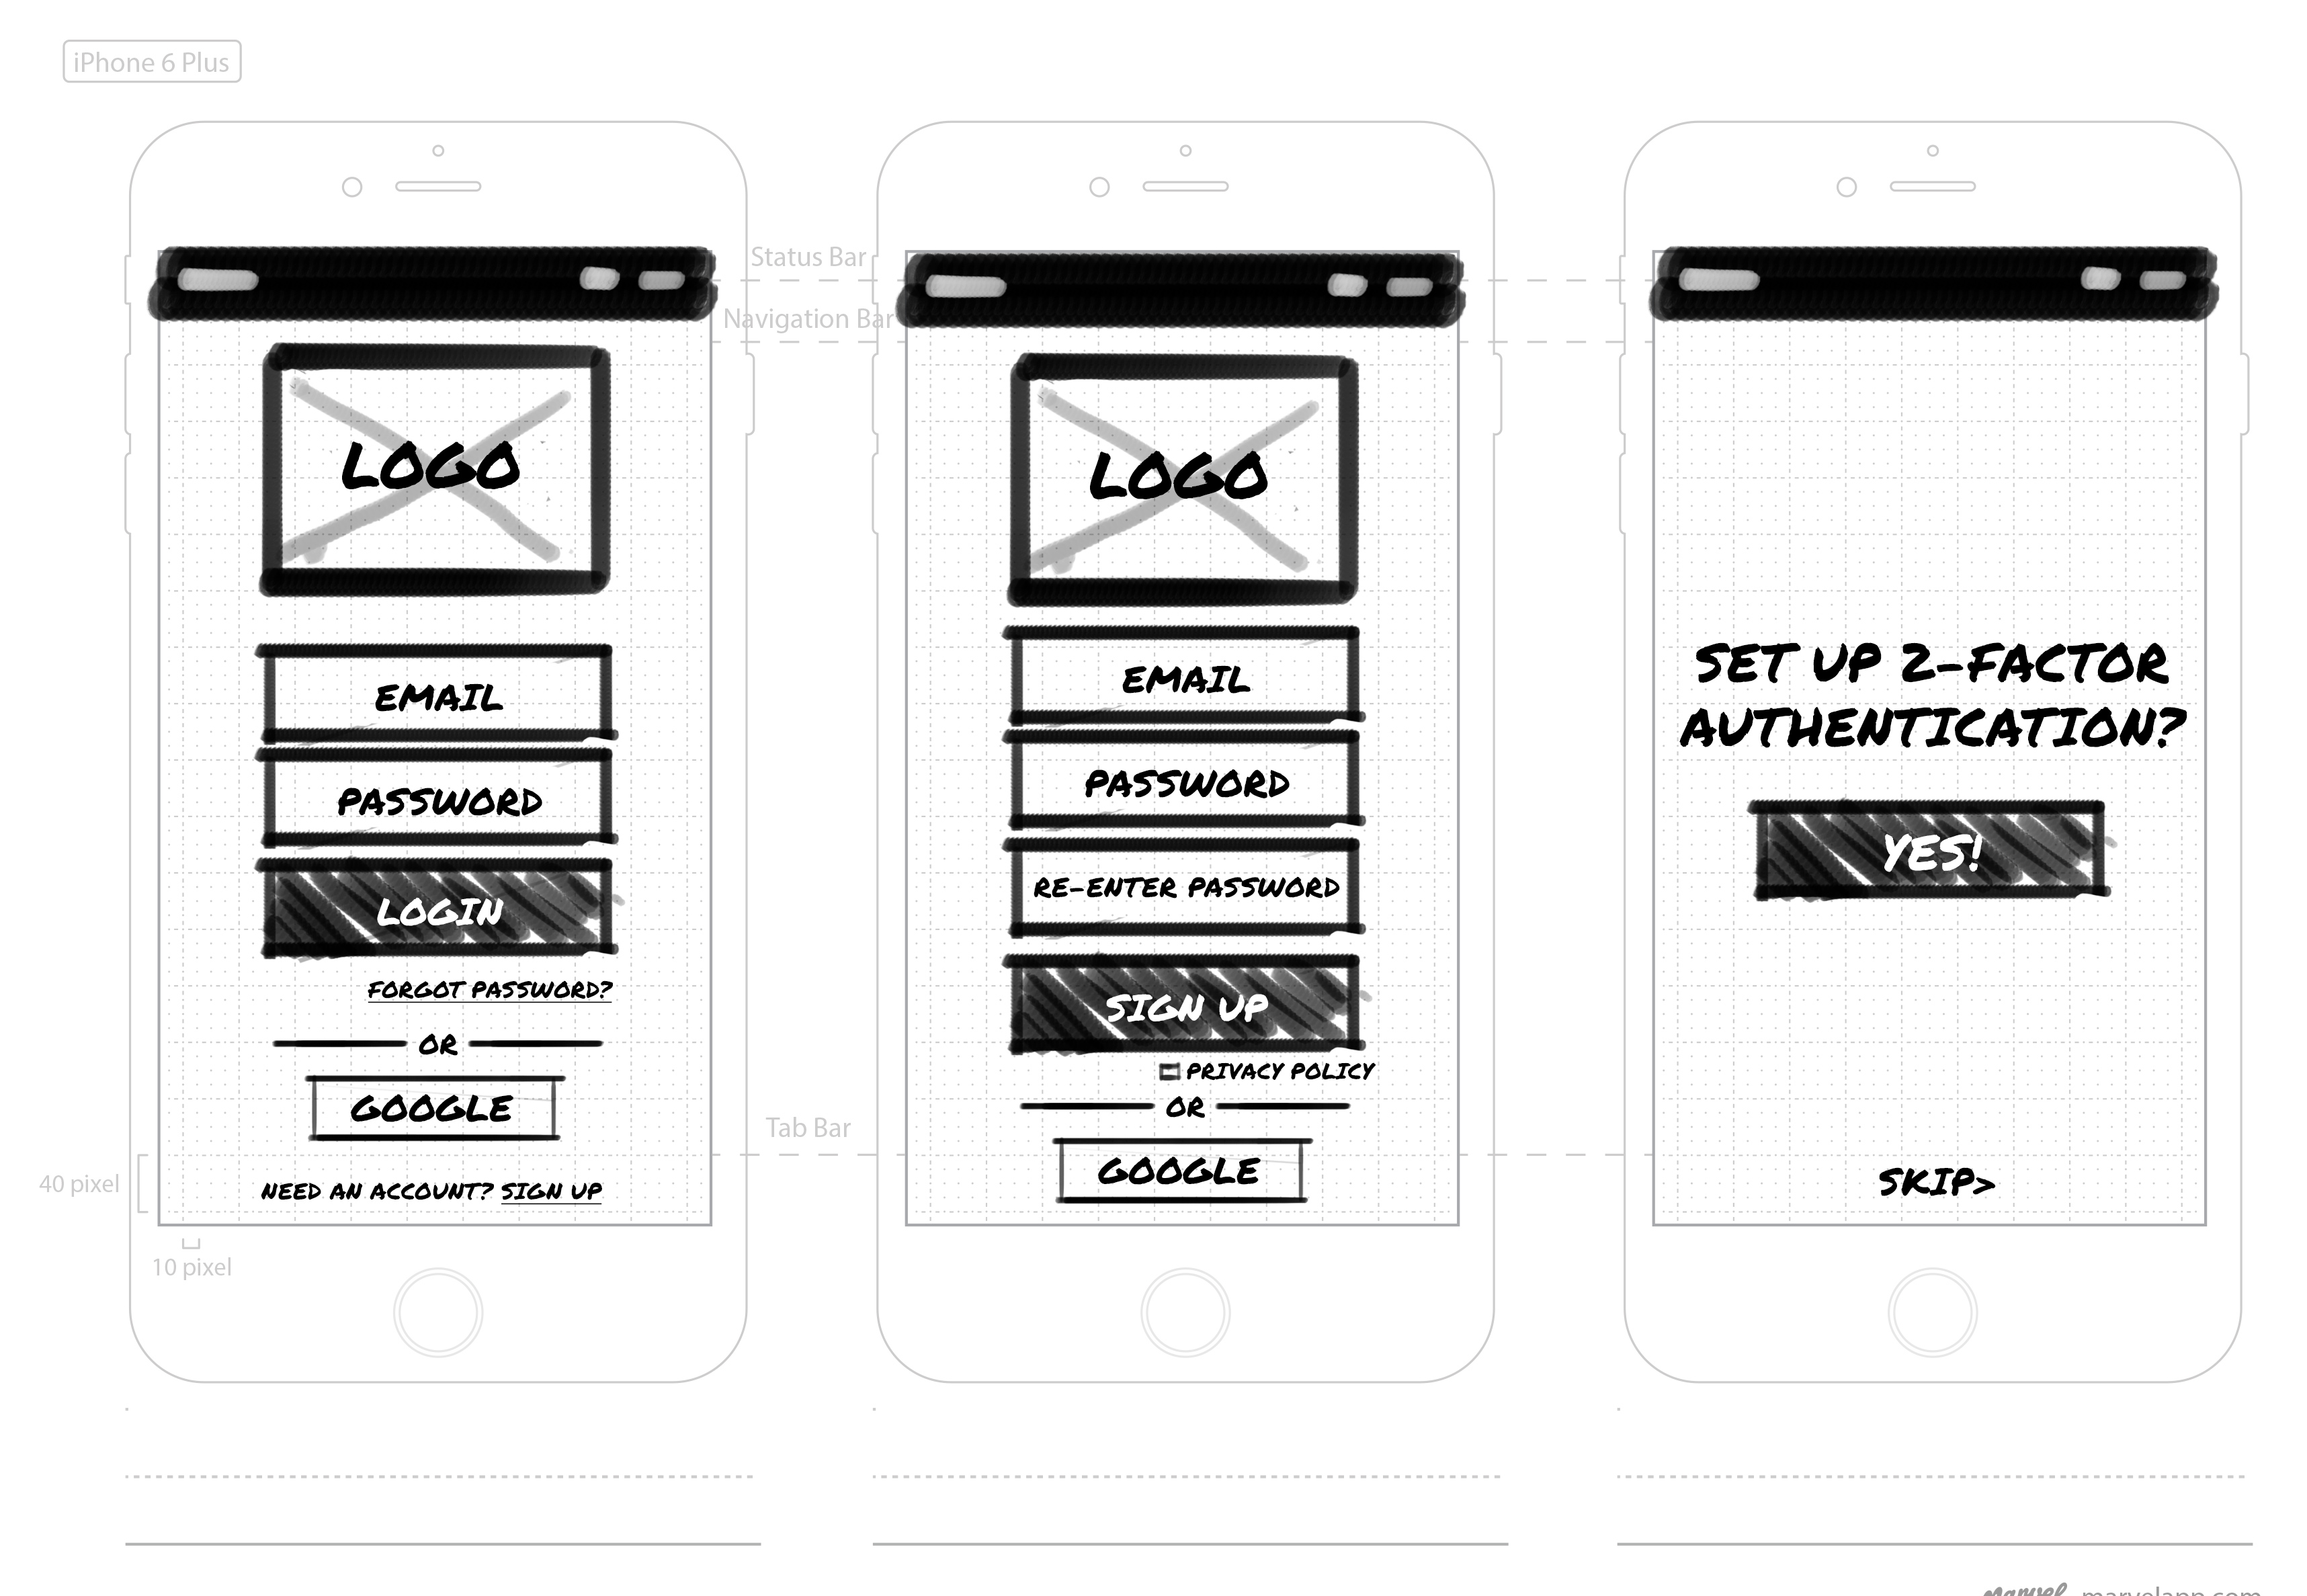 iPhone 6 Plus
Status Bar
Navigation Bar
Tab Bar
40 pixel
10 pixel
LOGO
EMAIL
PASSWORD
LOGIN
FORGOT PASSWORD?
OR
GOOGLE
NEED AN ACCOUNT? SIGN UP
LOGO
EMAIL
PASSWORD
RE-ENTER PASSWORD
SIGN UP
PRIVACY POLICY
OR
GOOGLE
SET UP 2-FACTOR
AUTHENTICATION?
YES!
SKIP>
marvel marvelapp.com